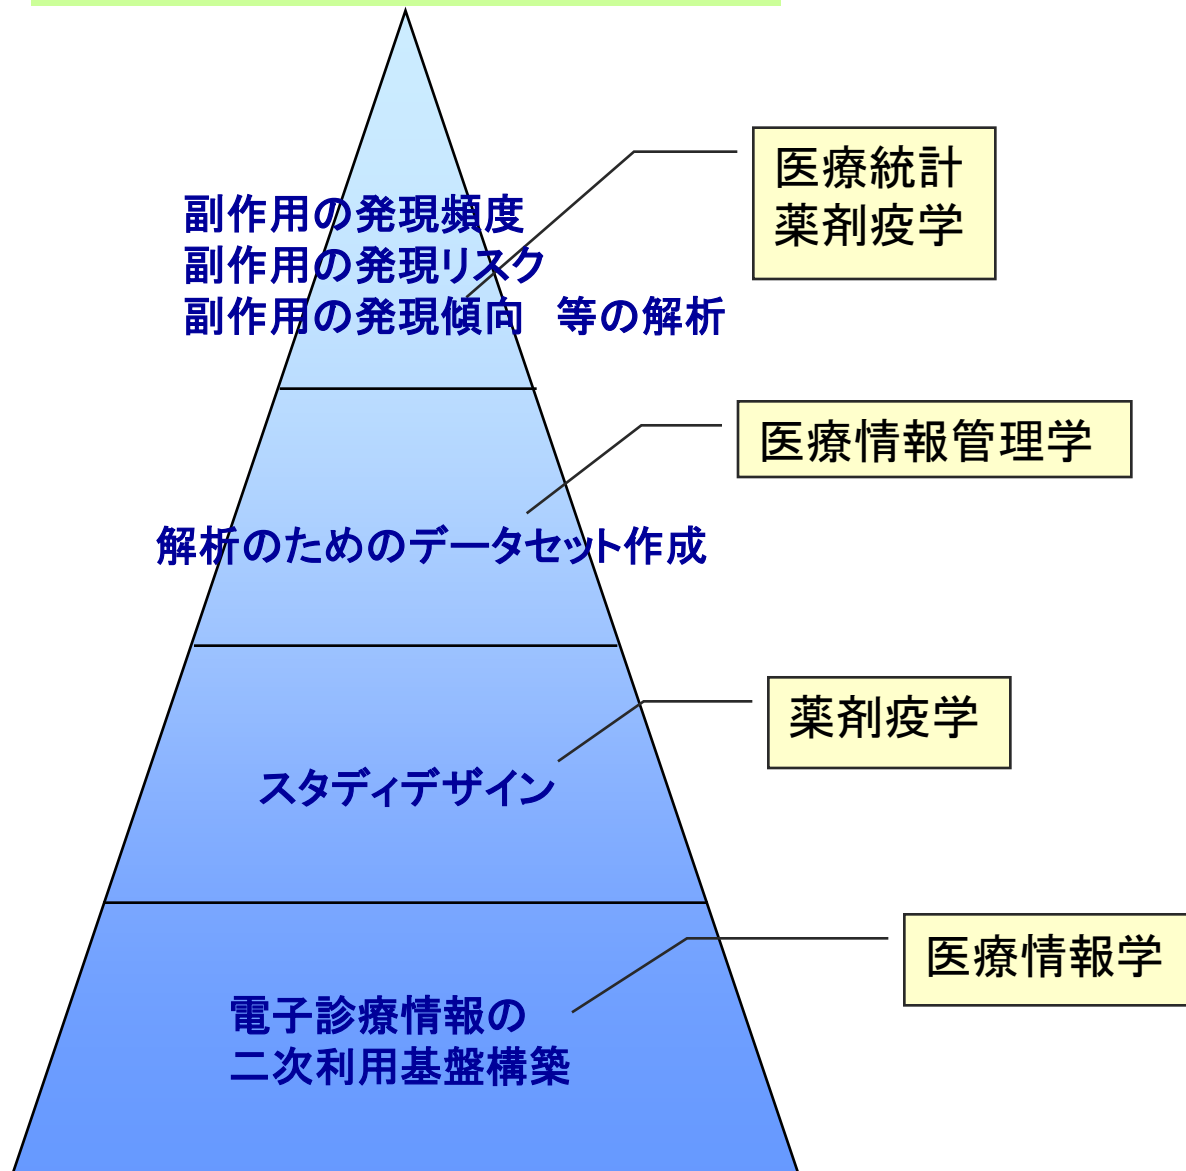 医療統計
薬剤疫学
副作用の発現頻度
副作用の発現リスク
副作用の発現傾向　等の解析
医療情報管理学
解析のためのデータセット作成
薬剤疫学
スタディデザイン
医療情報学
電子診療情報の
二次利用基盤構築